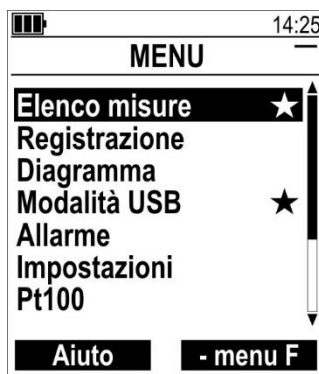 14:25
MENU
Elenco misure
Registrazione
Diagramma
Modalità USB
Allarme
Impostazioni
Pt100
Aiuto - menu F